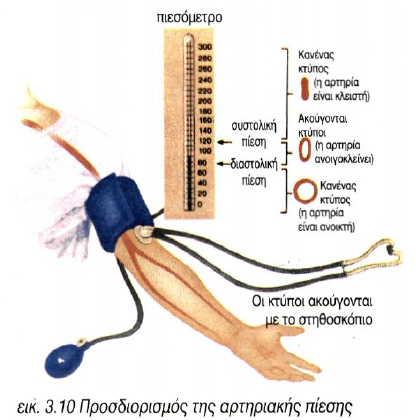 πιεσόμετρο
300
280
260
240
220
200
180
160
140
120
100
80
60
40
20
0
συστολική
πίεση
διαστολική
πίεση
Κανένας
κτύπος
(η αρτηρία
είναι κλειστή)
Ακούγονται
κτύποι
(η αρτηρία
ανοιγοκλείνει)
Κανένας
κτύπος
(η αρτηρία
είναι ανοικτή)
Οι κτύποι ακούγονται
με το στηθοσκόπιο
εικ. 3.10 Προσδιορισμός της αρτηριακής πίεσης